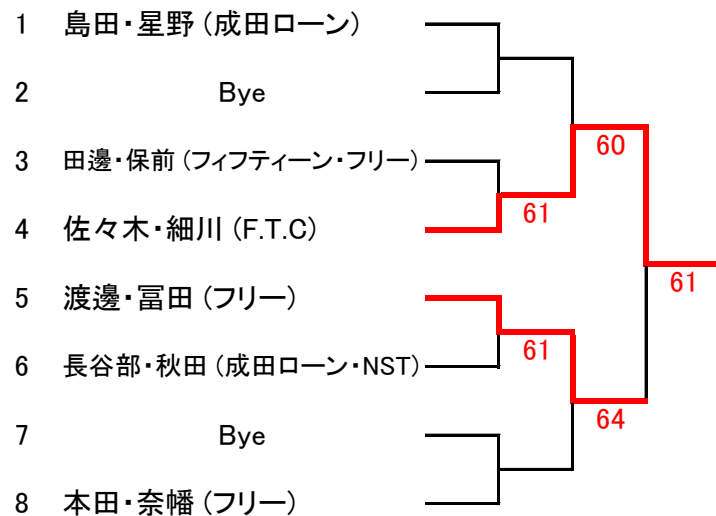 1 島田・星野 (成田ローン)
2 Bye
60
3 田邊・保前 (フィフティーン・フリー)
61
4 佐々木・細川 (F.T.C)
61
5 渡邊・冨田 (フリー)
61
6 長谷部・秋田 (成田ローン・NST)
64
7 Bye
8 本田・奈幡 (フリー)